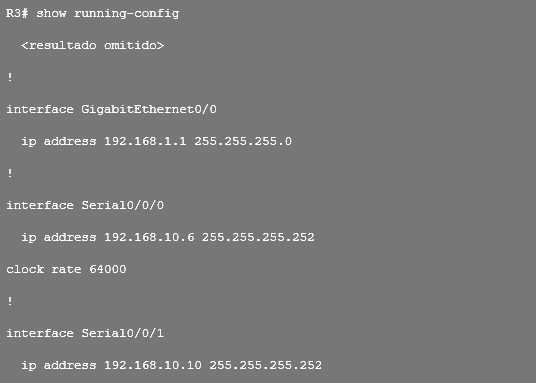 R3# show running-config
<resultado omitido>
!
interface GigabitEthernet0/0
ip address 192.168.1.1 255.255.255.0
!
interface Serial0/0/0
ip address 192.168.10.6 255.255.255.252
clock rate 64000
!
interface Serial0/0/1
ip address 192.168.10.10 255.255.255.252